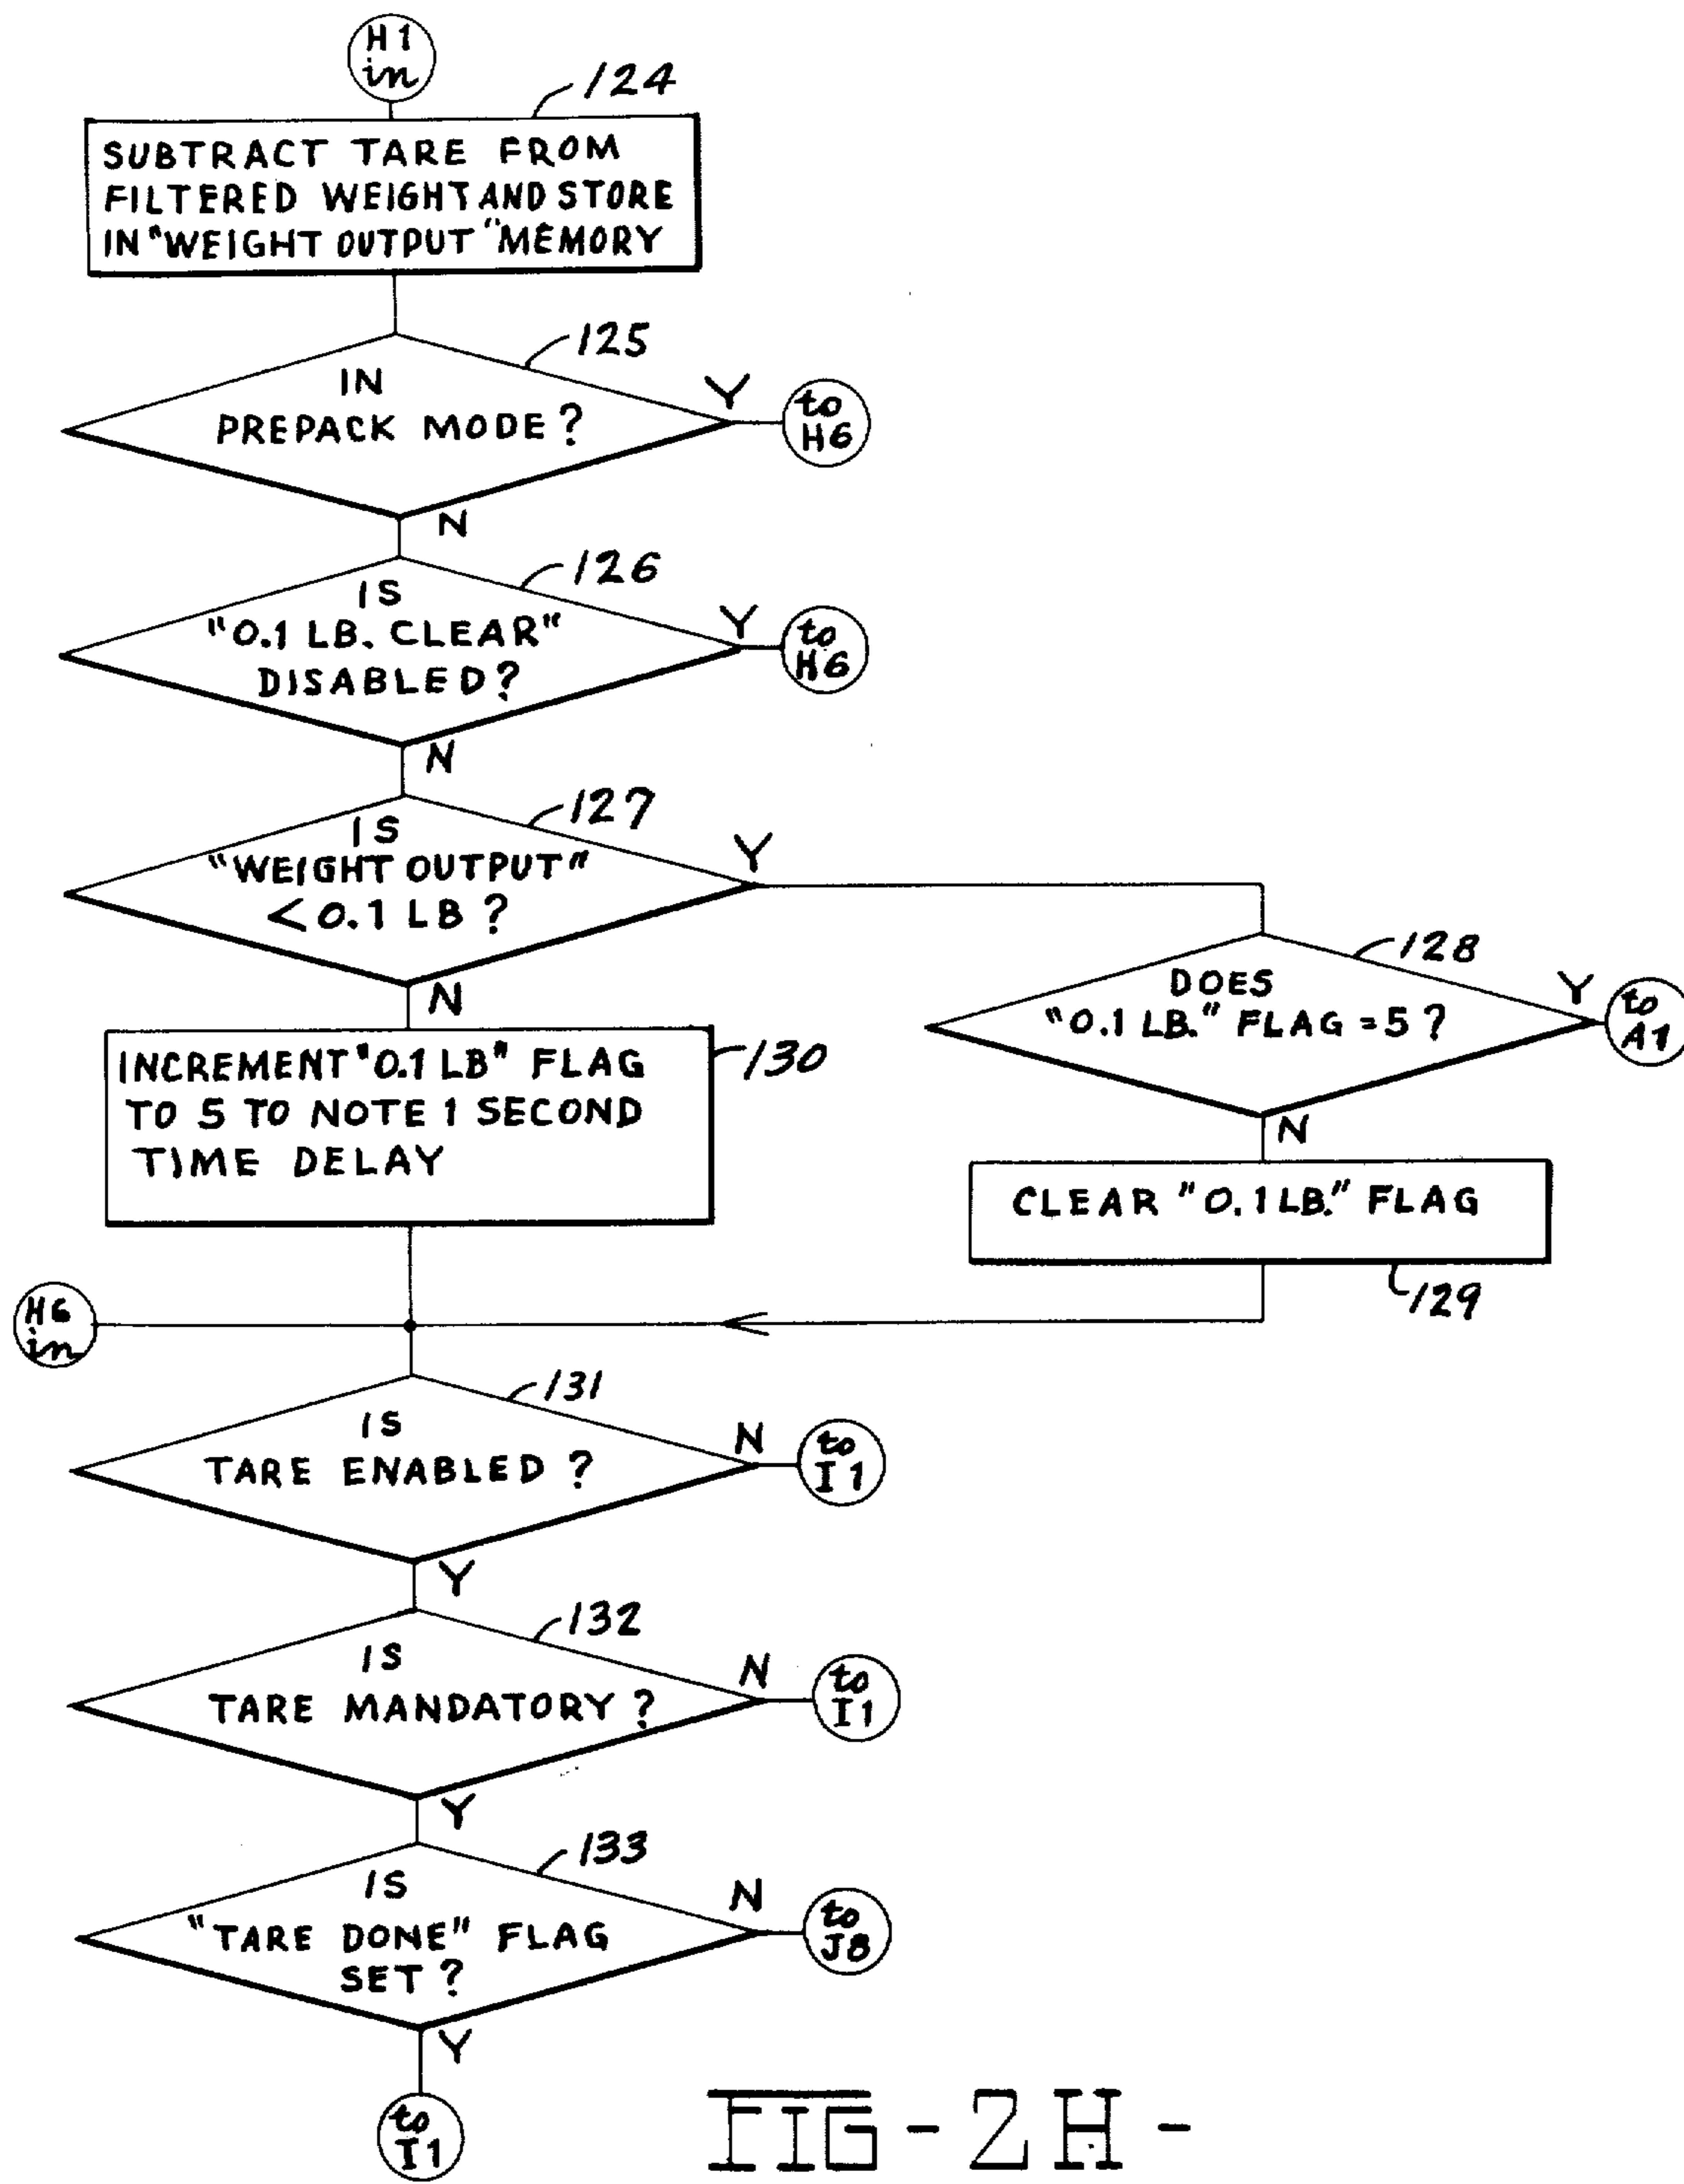 H1
in
124
SUBTRACT TARE FROM
FILTERED WEIGHT AND STORE
IN "WEIGHT OUTPUT" MEMORY
125
IN
PREPACK MODE?
Y
to
H6
N
126
IS
"0.1 LB. CLEAR"
DISABLED?
Y
to
H6
N
127
IS
"WEIGHT OUTPUT"
< 0.1 LB ?
Y
N
128
DOES
"0.1 LB." FLAG = 5 ?
Y
to
A1
N
130
INCREMENT "0.1 LB" FLAG
TO 5 TO NOTE 1 SECOND
TIME DELAY
CLEAR "0.1 LB." FLAG
129
H6
in
131
IS
TARE ENABLED ?
N
to
I1
Y
132
IS
TARE MANDATORY ?
N
to
I1
Y
133
IS
"TARE DONE" FLAG
SET ?
N
to
J8
Y
to
I1
FIG-2H-